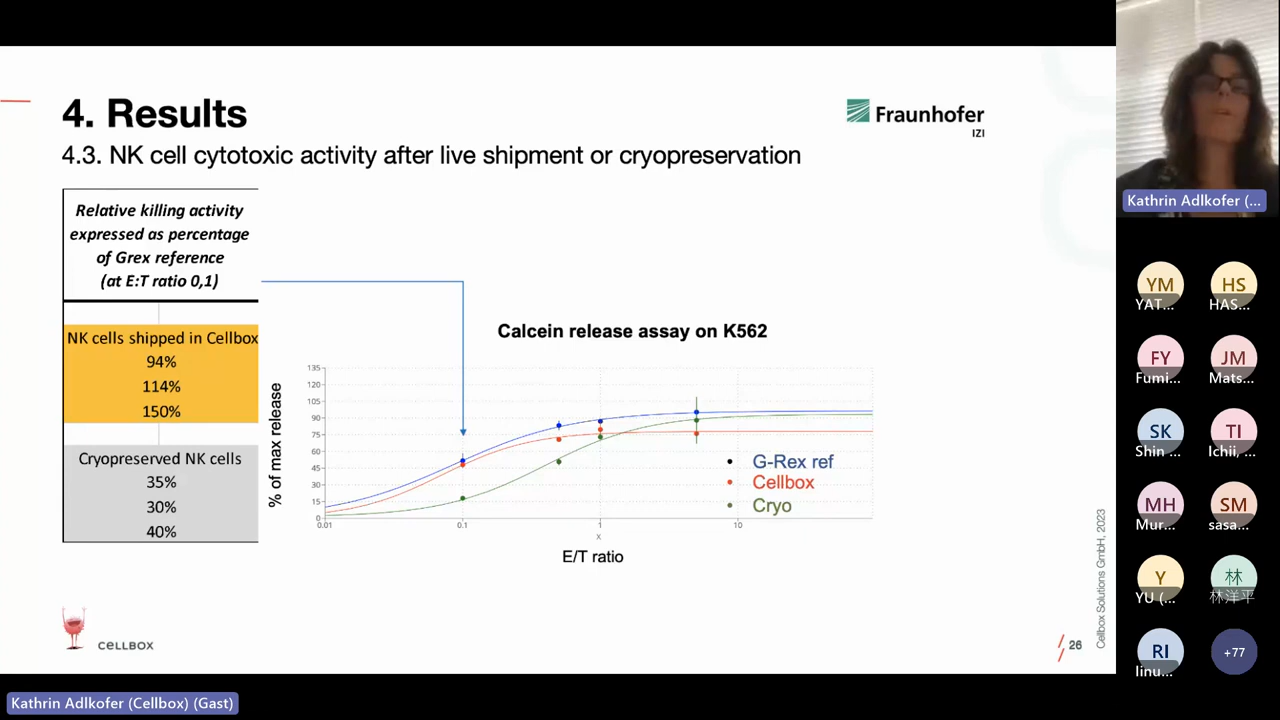 4. Results
4.3. NK cell cytotoxic activity after live shipment or cryopreservation
Fraunhofer
IZI
Relative killing activity
expressed as percentage
of Grex reference
(at E:T ratio 0,1)
NK cells shipped in Cellbox
94%
114%
150%
Cryopreserved NK cells
35%
30%
40%
Calcein release assay on K562
% of max release
135
120
105
90
75
60
45
30
15
0
0.01
0.1
1
10
X
E/T ratio
G-Rex ref
Cellbox
Cryo
CELLBOX
26
Cellbox Solutions GmbH, 2023
Kathrin Adlkofer (Cellbox) (Gast)
Kathrin Adlkofer (...
YM
YAT...
HS
HAS...
FY
Fumi...
JM
Mats...
SK
Shin ...
TI
Ichii, ...
MH
Mur...
SM
sasa...
Y
YU (...
林
林洋平
RI
Iinu...
+77